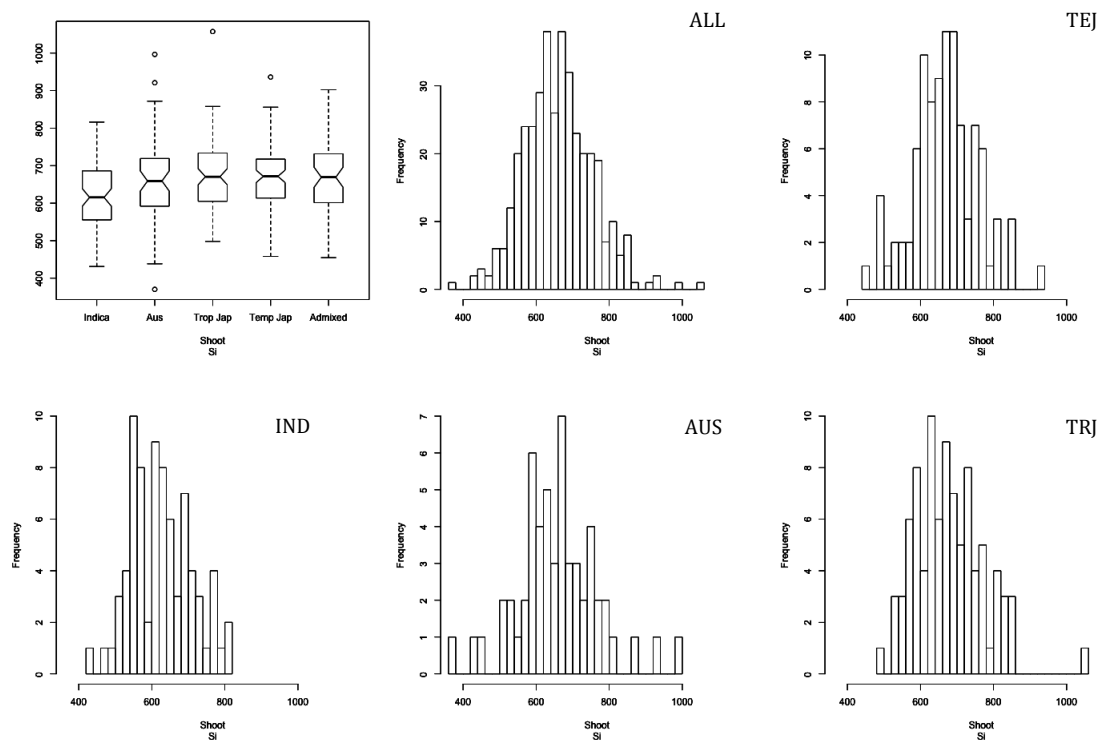 1000
900
800
700
600
500
400
Indica Aus Trop Jap Temp Jap Admixed
Shoot
Si
ALL
Frequency
30
20
10
0
400 600 800 1000
Shoot
Si
TEJ
Frequency
10
8
6
4
2
0
400 600 800 1000
Shoot
Si
IND
Frequency
10
8
6
4
2
0
400 600 800 1000
Shoot
Si
AUS
Frequency
7
6
5
4
3
2
1
0
400 600 800 1000
Shoot
Si
TRJ
Frequency
10
8
6
4
2
0
400 600 800 1000
Shoot
Si